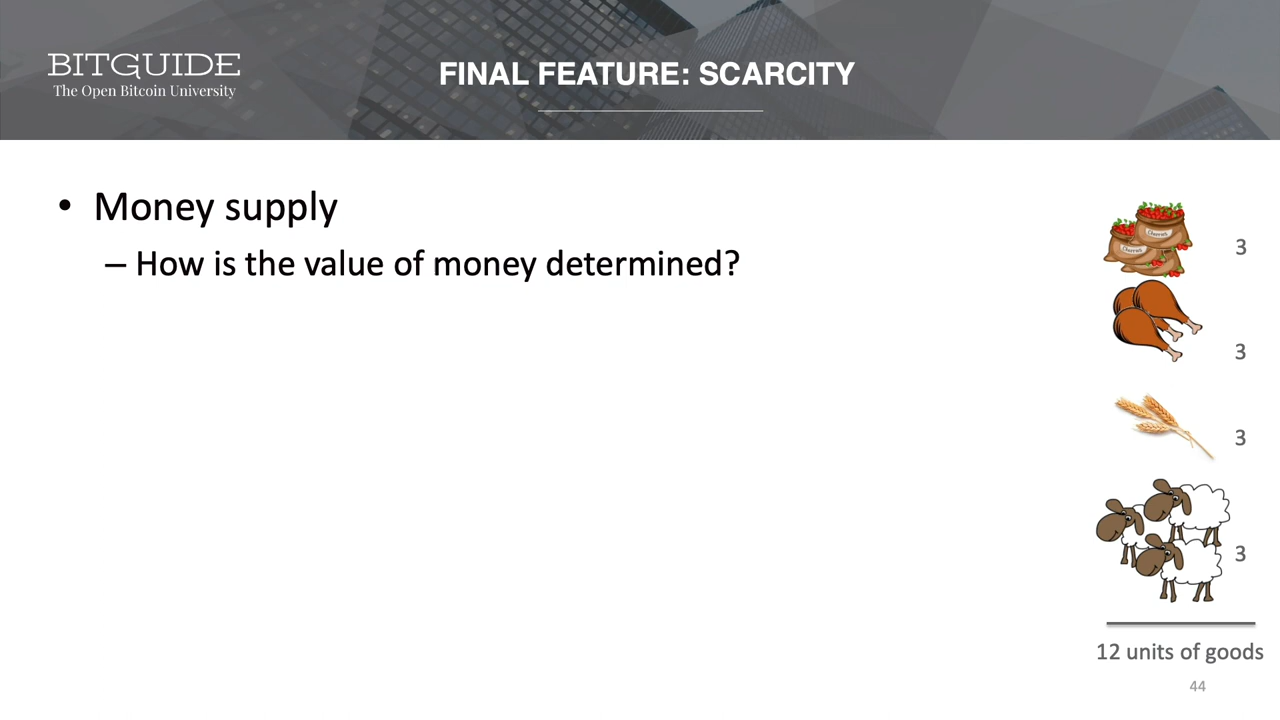 BITGUIDE
The Open Bitcoin University
FINAL FEATURE: SCARCITY
• Money supply
– How is the value of money determined?
3
3
3
3
12 units of goods
44